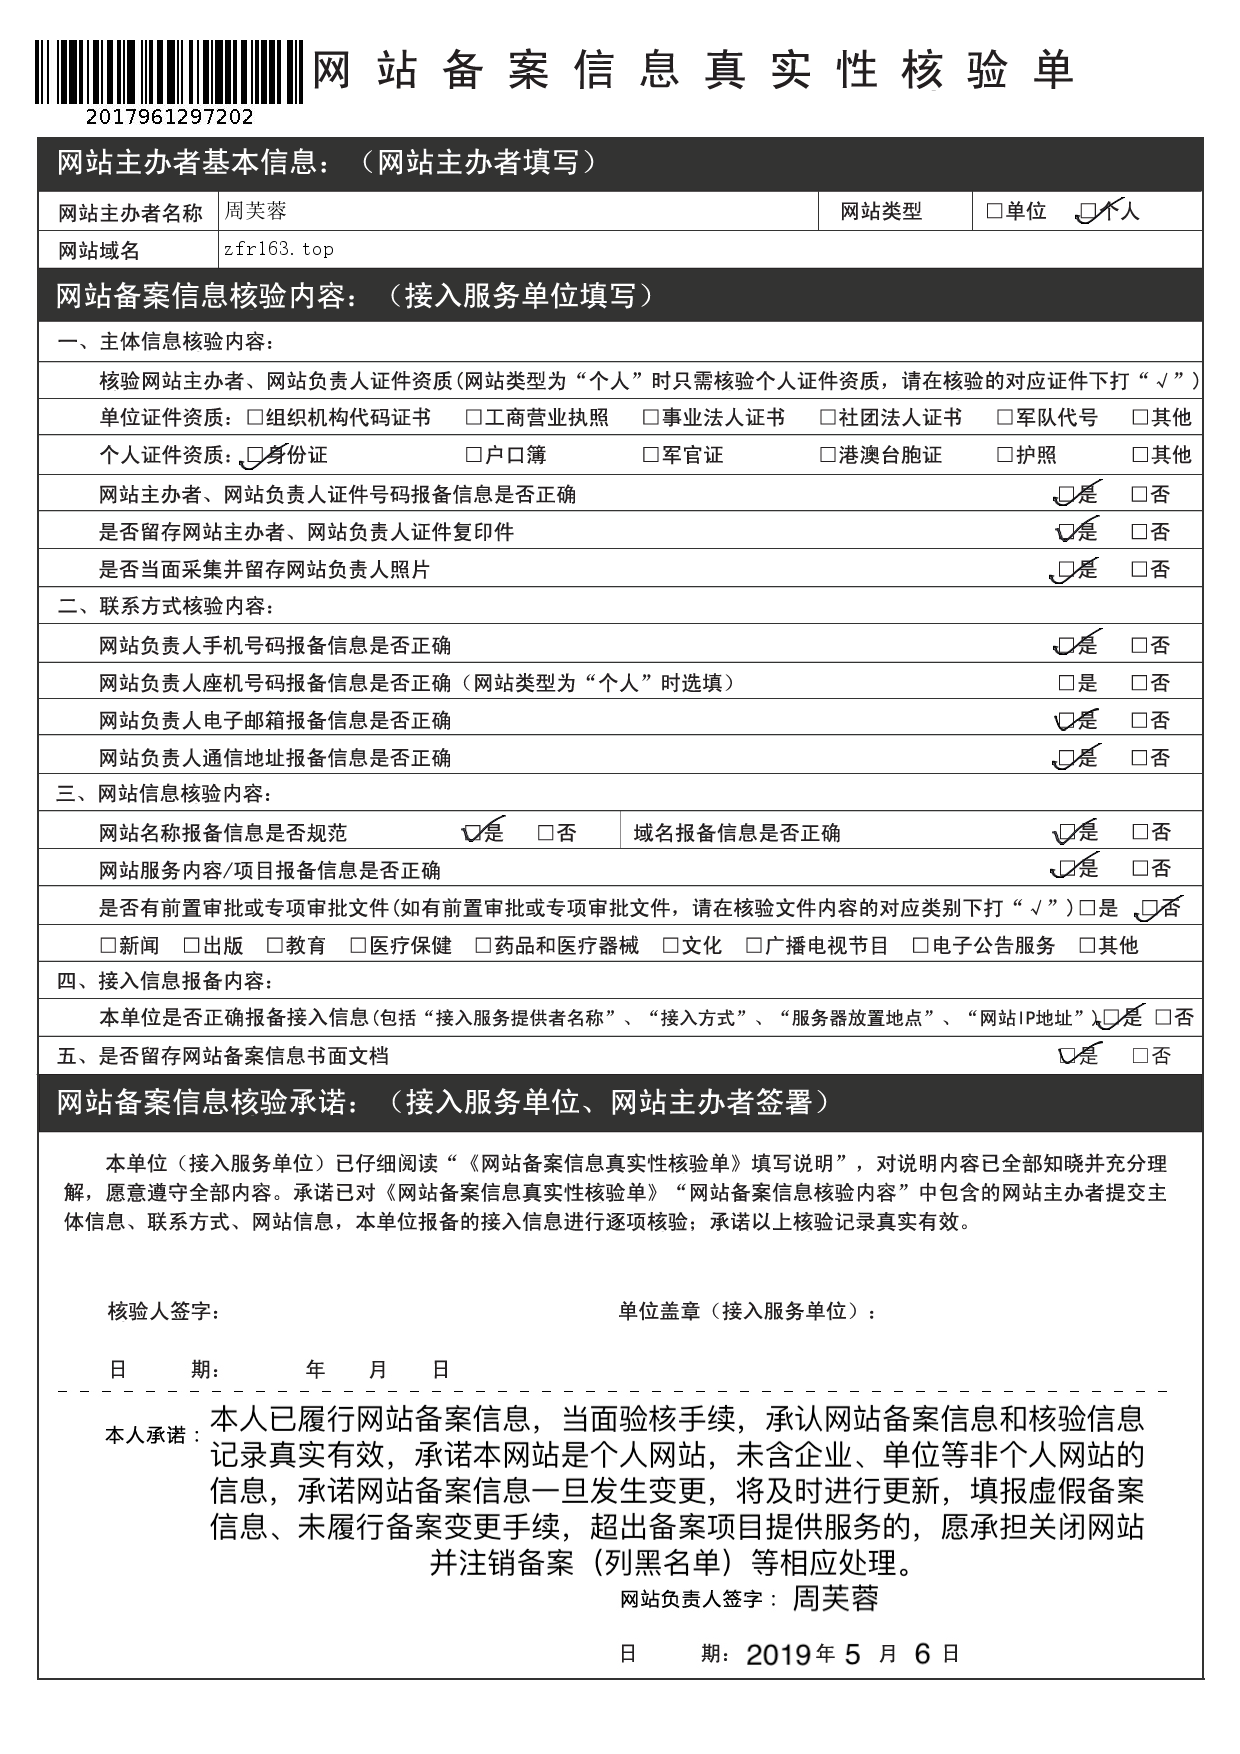 网站备案信息真实性核验单
2017961297202
网站主办者基本信息：（网站主办者填写）
网站主办者名称 周芙蓉 网站类型 □单位 □个人
网站域名 zfr163.top
网站备案信息核验内容：（接入服务单位填写）
一、主体信息核验内容：
核验网站主办者、网站负责人证件资质(网站类型为“个人”时只需核验个人证件资质，请在核验的对应证件下打“√”)
单位证件资质：□组织机构代码证书 □工商营业执照 □事业法人证书 □社团法人证书 □军队代号 □其他
个人证件资质：□身份证 □户口簿 □军官证 □港澳台胞证 □护照 □其他
网站主办者、网站负责人证件号码报备信息是否正确 □是 □否
是否留存网站主办者、网站负责人证件复印件 □是 □否
是否当面采集并留存网站负责人照片 □是 □否
二、联系方式核验内容：
网站负责人手机号码报备信息是否正确 □是 □否
网站负责人座机号码报备信息是否正确（网站类型为“个人”时选填） □是 □否
网站负责人电子邮箱报备信息是否正确 □是 □否
网站负责人通信地址报备信息是否正确 □是 □否
三、网站信息核验内容：
网站名称报备信息是否规范 □是 □否 域名报备信息是否正确 □是 □否
网站服务内容/项目报备信息是否正确 □是 □否
是否有前置审批或专项审批文件(如有前置审批或专项审批文件，请在核验文件内容的对应类别下打“√”)□是 □否
□新闻 □出版 □教育 □医疗保健 □药品和医疗器械 □文化 □广播电视节目 □电子公告服务 □其他
四、接入信息报备内容：
本单位是否正确报备接入信息(包括“接入服务提供者名称”、“接入方式”、“服务器放置地点”、“网站IP地址”)□是 □否
五、是否留存网站备案信息书面文档 □是 □否
网站备案信息核验承诺：（接入服务单位、网站主办者签署）
本单位（接入服务单位）已仔细阅读“《网站备案信息真实性核验单》填写说明”，对说明内容已全部知晓并充分理
解，愿意遵守全部内容。承诺已对《网站备案信息真实性核验单》“网站备案信息核验内容”中包含的网站主办者提交主
体信息、联系方式、网站信息，本单位报备的接入信息进行逐项核验；承诺以上核验记录真实有效。
核验人签字： 单位盖章（接入服务单位）：
日 期： 年 月 日
本人承诺：本人已履行网站备案信息，当面验核手续，承认网站备案信息和核验信息
记录真实有效，承诺本网站是个人网站，未含企业、单位等非个人网站的
信息，承诺网站备案信息一旦发生变更，将及时进行更新，填报虚假备案
信息、未履行备案变更手续，超出备案项目提供服务的，愿承担关闭网站
并注销备案（列黑名单）等相应处理。
网站负责人签字：周芙蓉
日 期：2019年 5 月 6 日